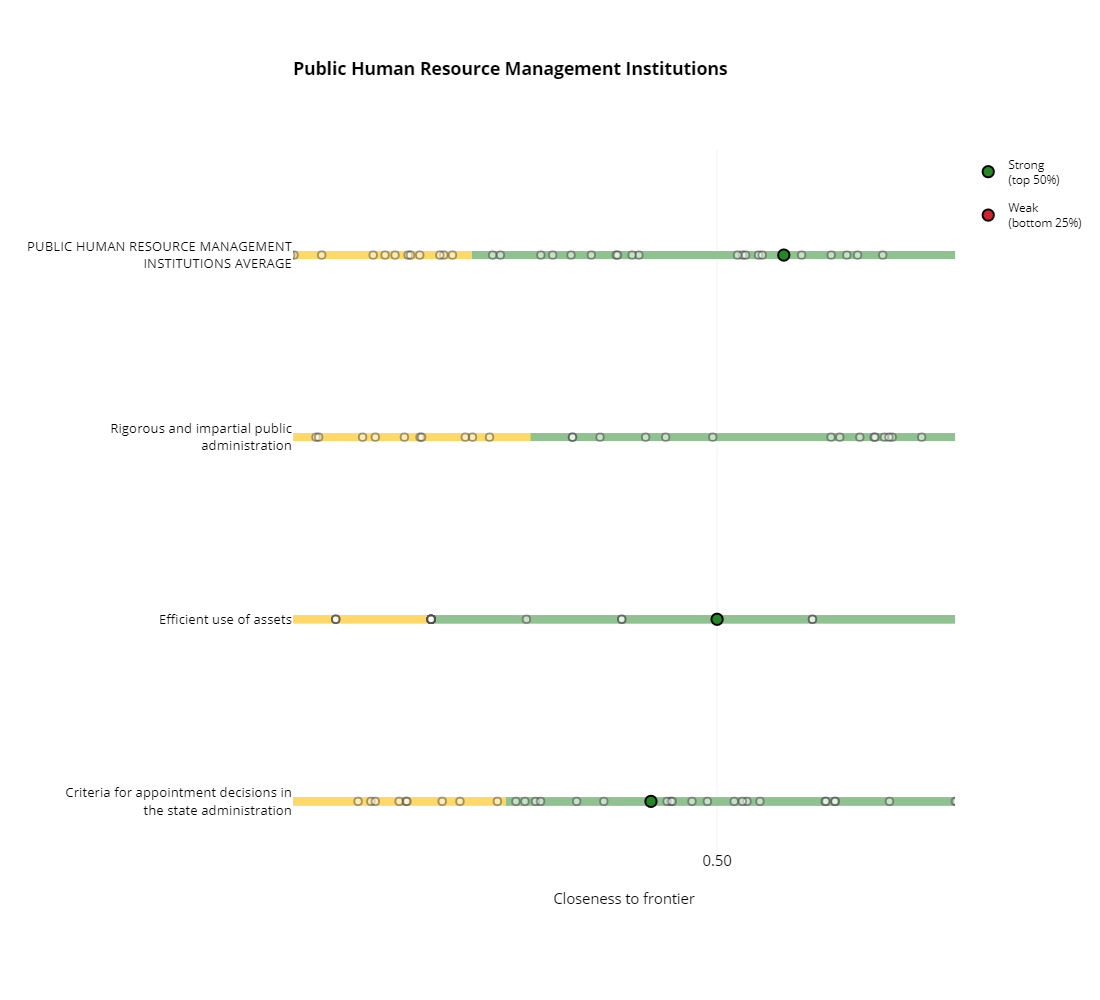 Public Human Resource Management Institutions
Strong
(top 50%)
Weak
(bottom 25%)
PUBLIC HUMAN RESOURCE MANAGEMENT
INSTITUTIONS AVERAGE
Rigorous and impartial public
administration
Efficient use of assets
Criteria for appointment decisions in
the state administration
0.50
Closeness to frontier